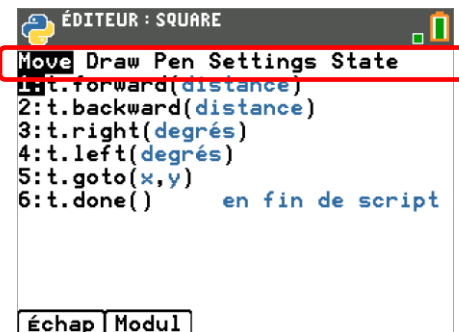 ÉDITEUR : SQUARE
Move Draw Pen Settings State
1:t.forward(distance)
2:t.backward(distance)
3:t.right(degrés)
4:t.left(degrés)
5:t.goto(x,y)
6:t.done() en fin de script
Échap Modul